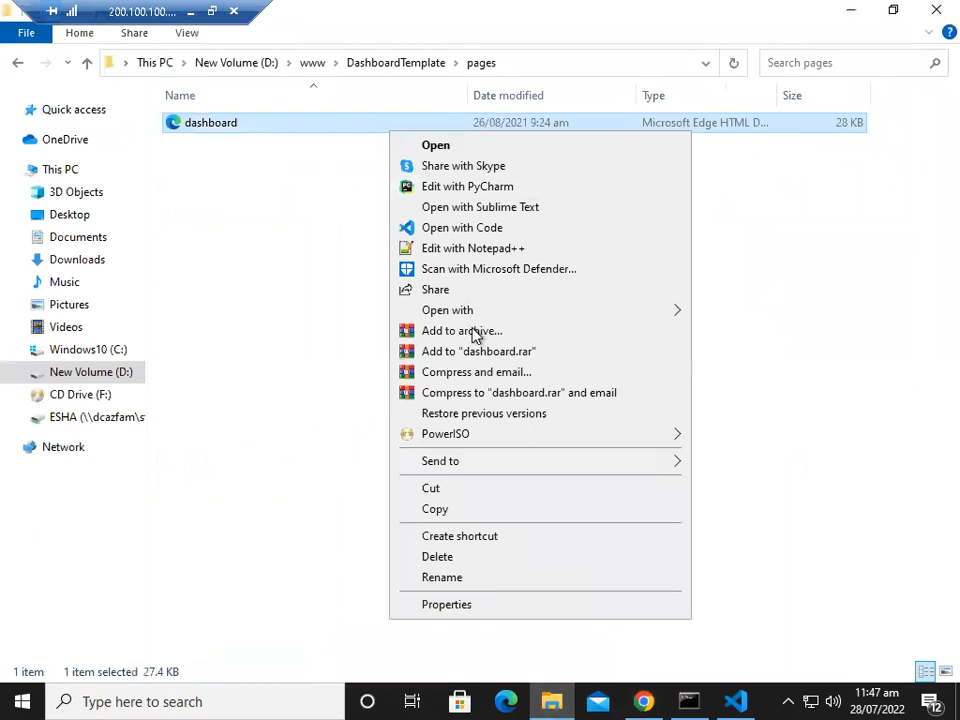 200.100.100....
File Home Share View
This PC New Volume (D:) www DashboardTemplate pages
Search pages
Name Date modified Type Size
dashboard 26/08/2021 9:24 am Microsoft Edge HTML D... 28 KB
Quick access
OneDrive
This PC
3D Objects
Desktop
Documents
Downloads
Music
Pictures
Videos
Windows10 (C:)
New Volume (D:)
CD Drive (F:)
ESHA (\\dcazfam\s
Network
Open
Share with Skype
Edit with PyCharm
Open with Sublime Text
Open with Code
Edit with Notepad++
Scan with Microsoft Defender...
Share
Open with
Add to archive...
Add to "dashboard.rar"
Compress and email...
Compress to "dashboard.rar" and email
Restore previous versions
PowerISO
Send to
Cut
Copy
Create shortcut
Delete
Rename
Properties
1 item 1 item selected 27.4 KB
Type here to search
11:47 am
28/07/2022
12